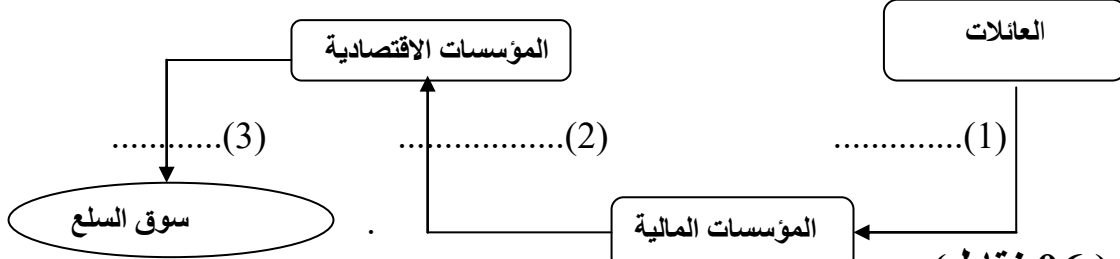 العائلات
المؤسسات الاقتصادية
(1)..............
(2)..................
(3)............
سوق السلع
.
المؤسسات المالية